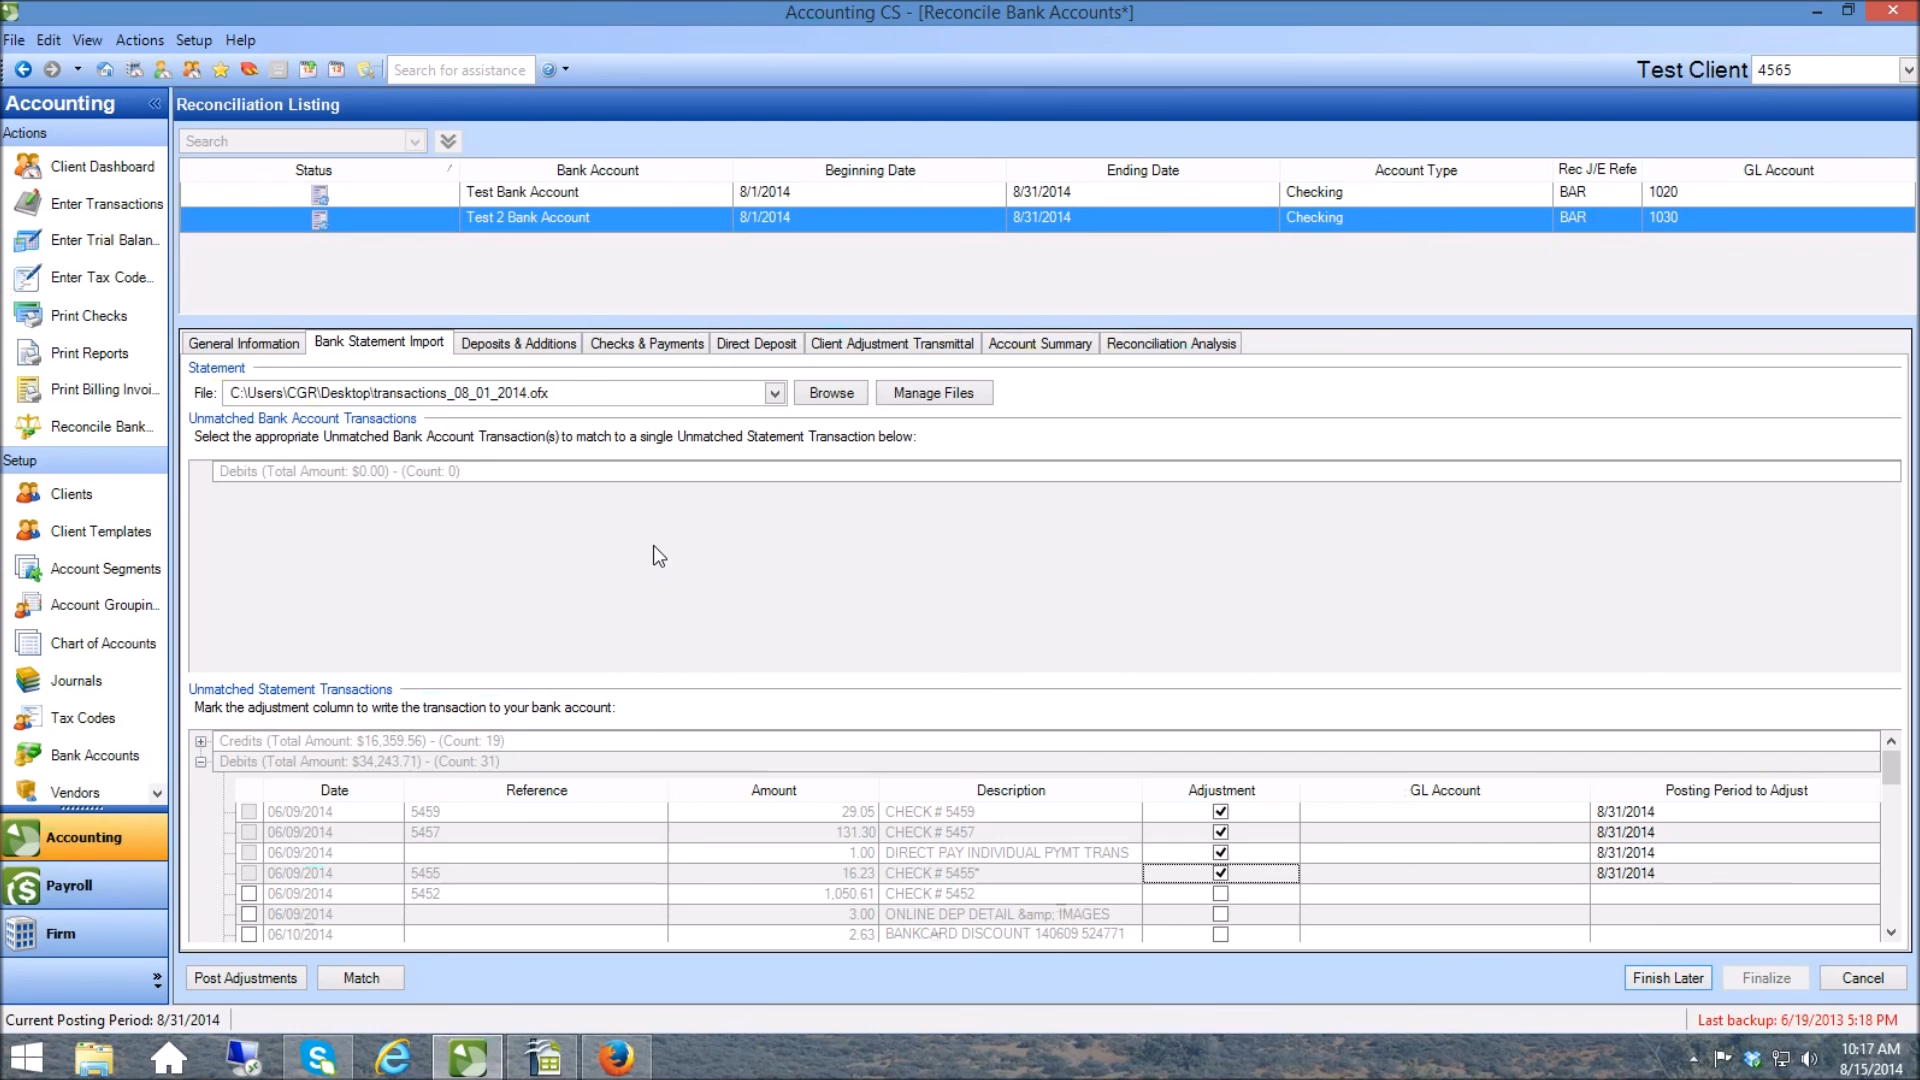 Accounting CS - [Reconcile Bank Accounts*]
File Edit View Actions Setup Help
Search for assistance
Test Client 4565
Accounting
Reconciliation Listing
Actions
Client Dashboard
Enter Transactions
Enter Trial Balan...
Enter Tax Code...
Print Checks
Print Reports
Print Billing Invoi...
Reconcile Bank...
Setup
Clients
Client Templates
Account Segments
Account Groupin...
Chart of Accounts
Journals
Tax Codes
Bank Accounts
Vendors
Accounting
Payroll
Firm
Search
Status Bank Account Beginning Date Ending Date Account Type Rec J/E Refe GL Account
Test Bank Account 8/1/2014 8/31/2014 Checking BAR 1020
Test 2 Bank Account 8/1/2014 8/31/2014 Checking BAR 1030
General Information Bank Statement Import Deposits & Additions Checks & Payments Direct Deposit Client Adjustment Transmittal Account Summary Reconciliation Analysis
Statement
File: C:\Users\CGR\Desktop\transactions_08_01_2014.ofx Browse Manage Files
Unmatched Bank Account Transactions
Select the appropriate Unmatched Bank Account Transaction(s) to match to a single Unmatched Statement Transaction below:
Debits (Total Amount: $0.00) - (Count: 0)
Unmatched Statement Transactions
Mark the adjustment column to write the transaction to your bank account:
Credits (Total Amount: $16,359.56) - (Count: 19)
Debits (Total Amount: $34,243.71) - (Count: 31)
Date Reference Amount Description Adjustment GL Account Posting Period to Adjust
06/09/2014 5459 29.05 CHECK # 5459 8/31/2014
06/09/2014 5457 131.30 CHECK # 5457 8/31/2014
06/09/2014 1.00 DIRECT PAY INDIVIDUAL PYMT TRANS 8/31/2014
06/09/2014 5455 16.23 CHECK # 5455* 8/31/2014
06/09/2014 5452 1,050.61 CHECK # 5452
06/09/2014 3.00 ONLINE DEP DETAIL &amp; IMAGES
06/10/2014 2.63 BANKCARD DISCOUNT 140609 524771
Post Adjustments Match Finish Later Finalize Cancel
Current Posting Period: 8/31/2014
Last backup: 6/19/2013 5:18 PM
10:17 AM
8/15/2014